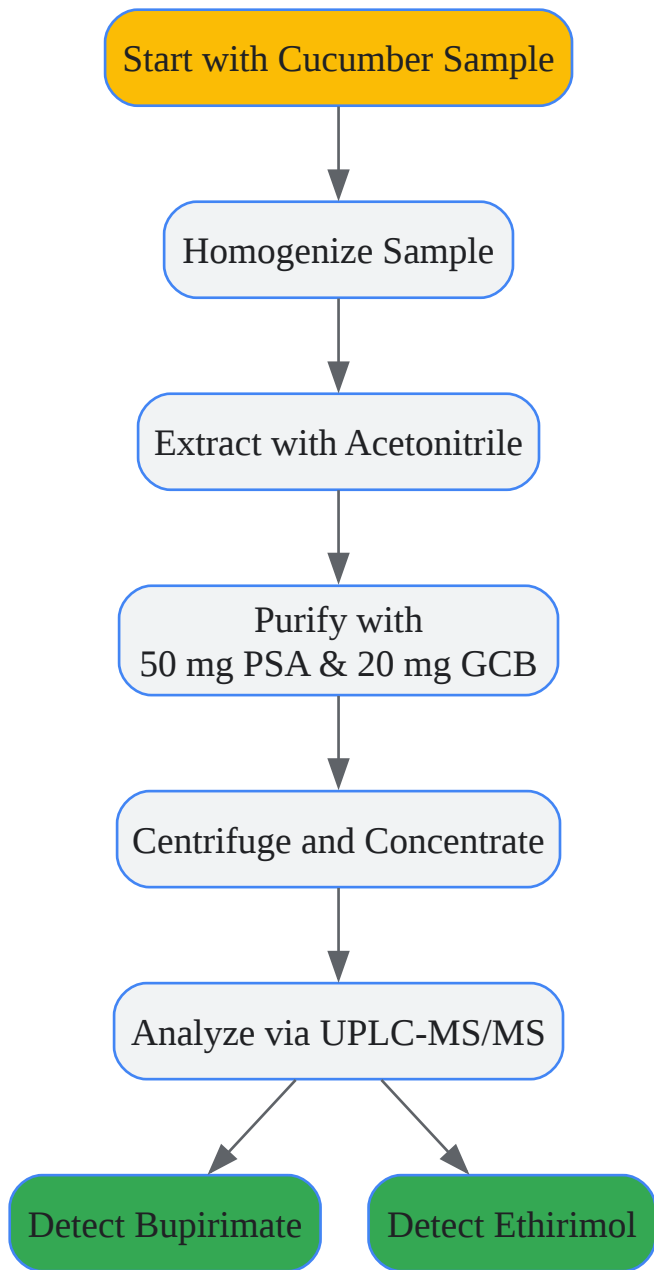 Start with Cucumber Sample
Homogenize Sample
Extract with Acetonitrile
Purify with
50 mg PSA & 20 mg GCB
Centrifuge and Concentrate
Analyze via UPLC-MS/MS
Detect Bupirimate
Detect Ethirimol